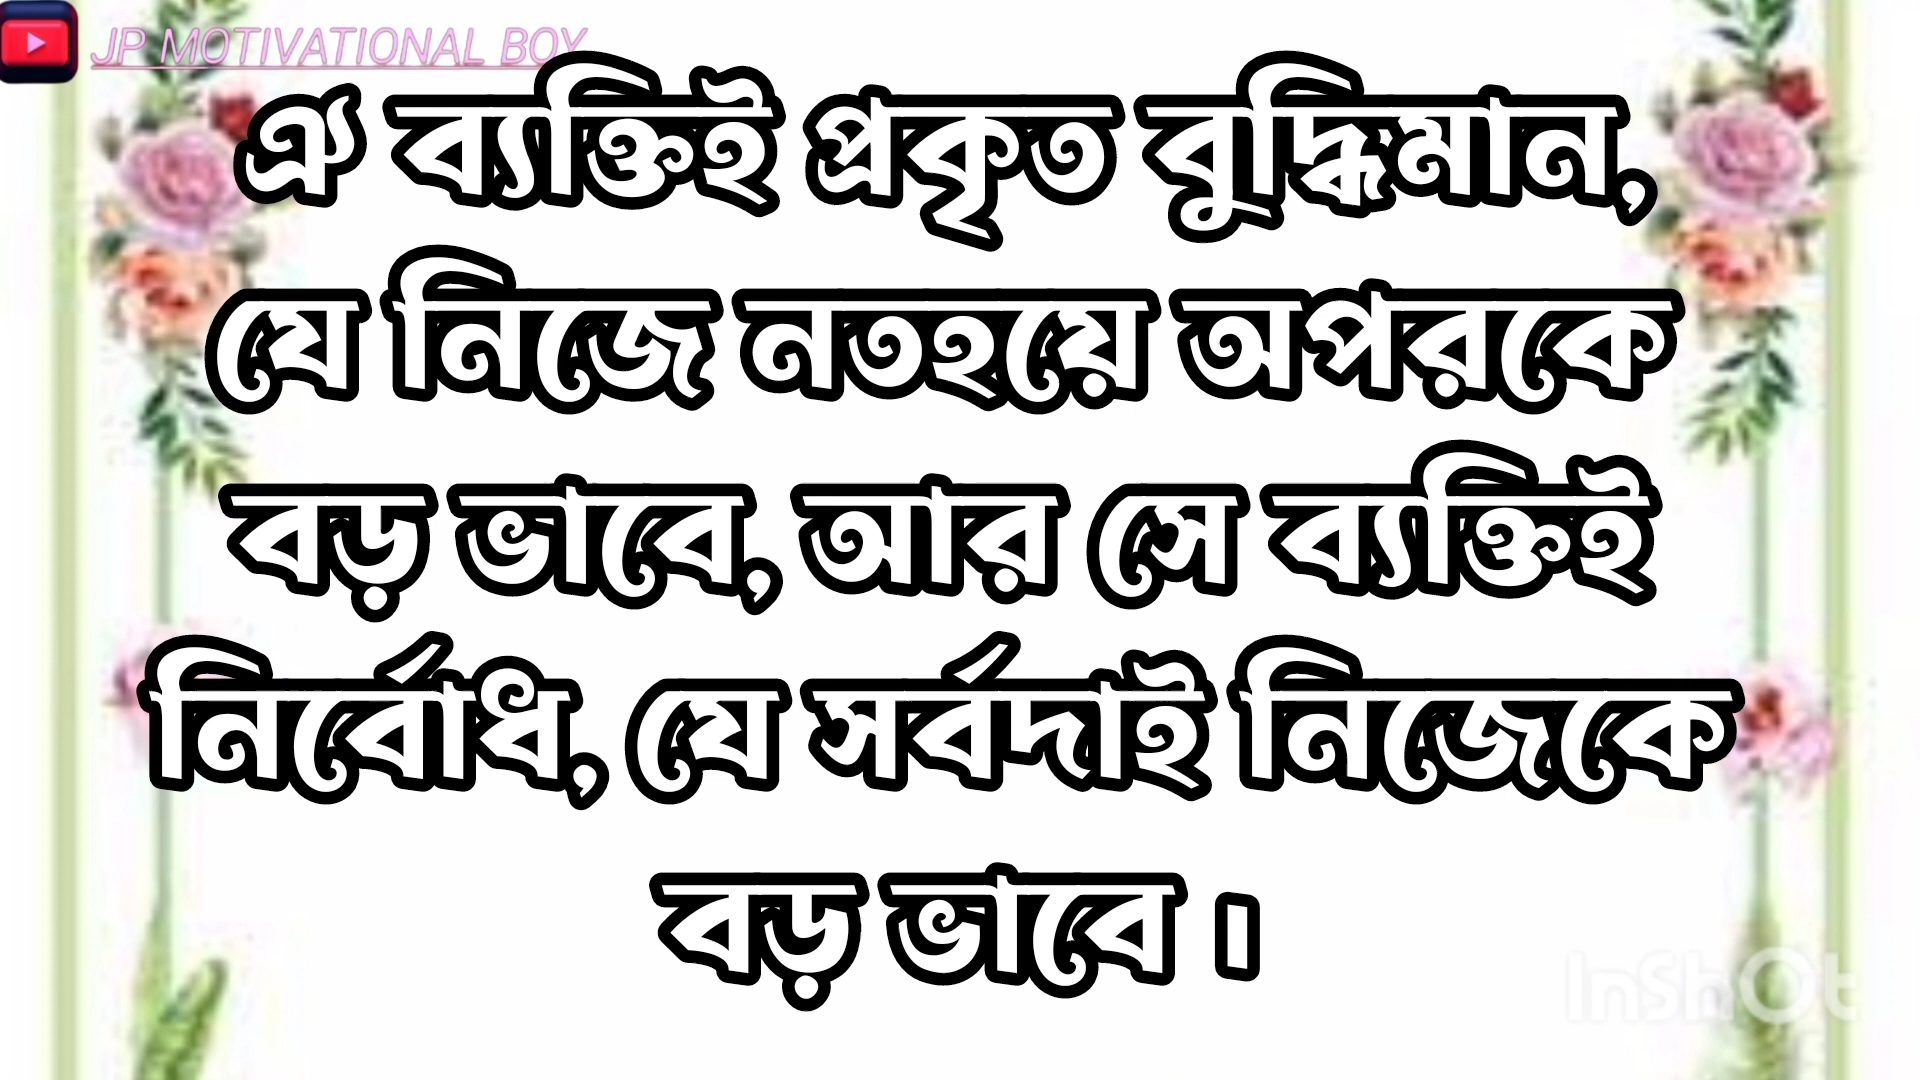 JP MOTIVATIONAL BOY
ঐ ব্যক্তিই প্রকৃত বুদ্ধিমান,
যে নিজে নতহয়ে অপরকে
বড় ভাবে, আর সে ব্যক্তিই
নির্বোধ, যে সর্বদাই নিজেকে
বড় ভাবে ।
InShOt